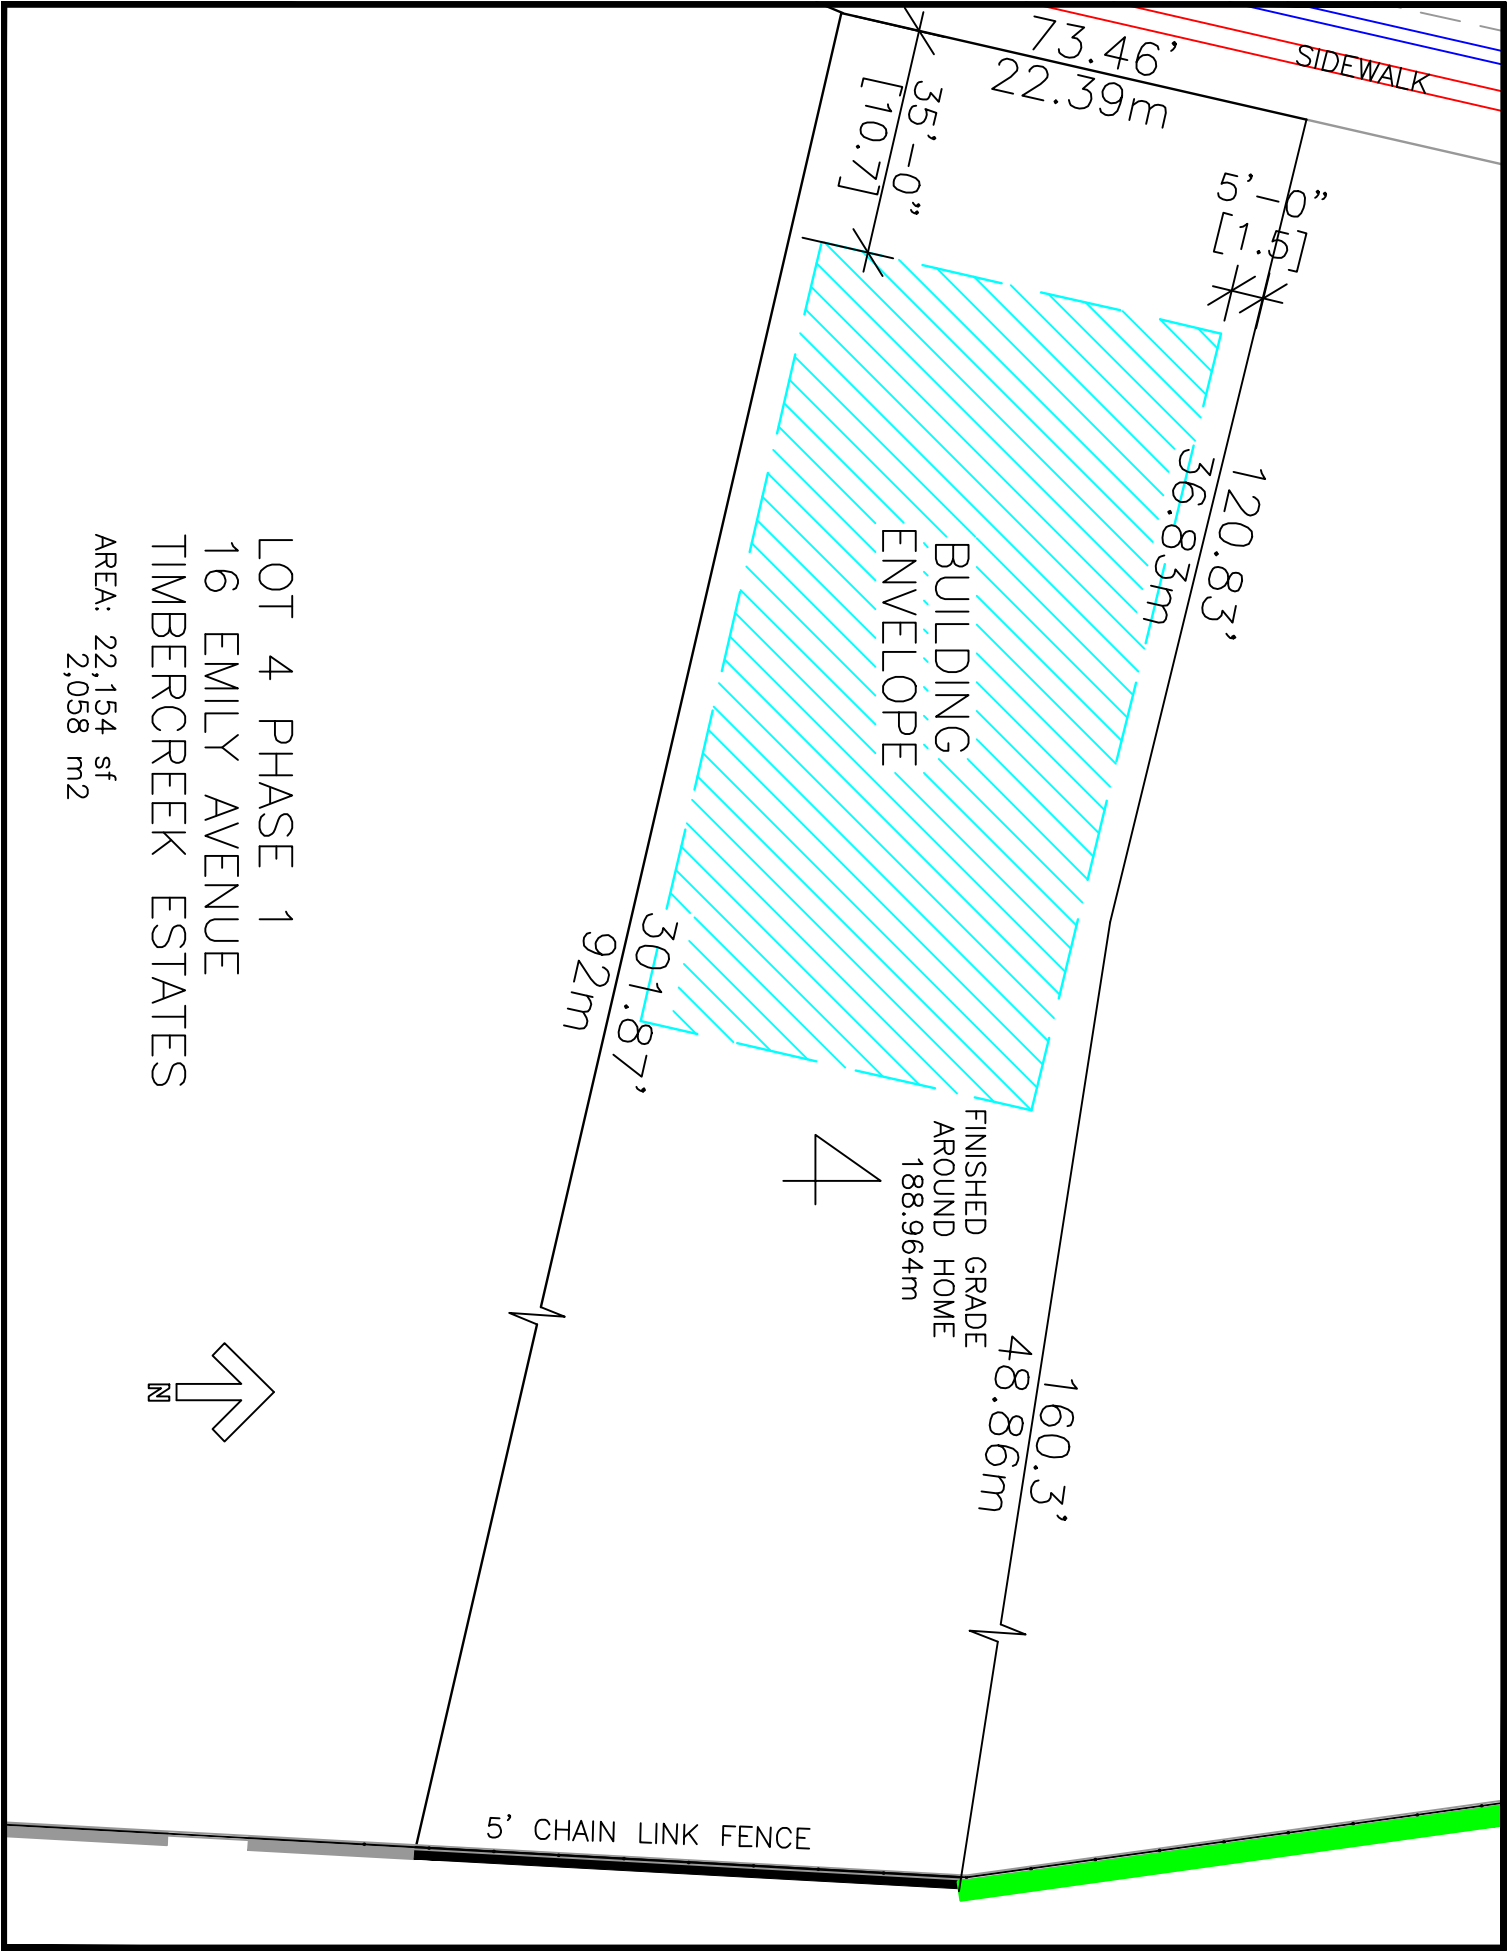 SIDEWALK
73.46'
22.39m
35'-0"
[10.7]
5'-0"
[1.5]
120.83'
36.83m
BUILDING
ENVELOPE
301.87'
92m
FINISHED GRADE
AROUND HOME
188.964m
4
160.3'
48.86m
LOT 4 PHASE 1
16 EMILY AVENUE
TIMBERCREEK ESTATES
AREA: 22,154 sf
2,058 m2
N
5' CHAIN LINK FENCE